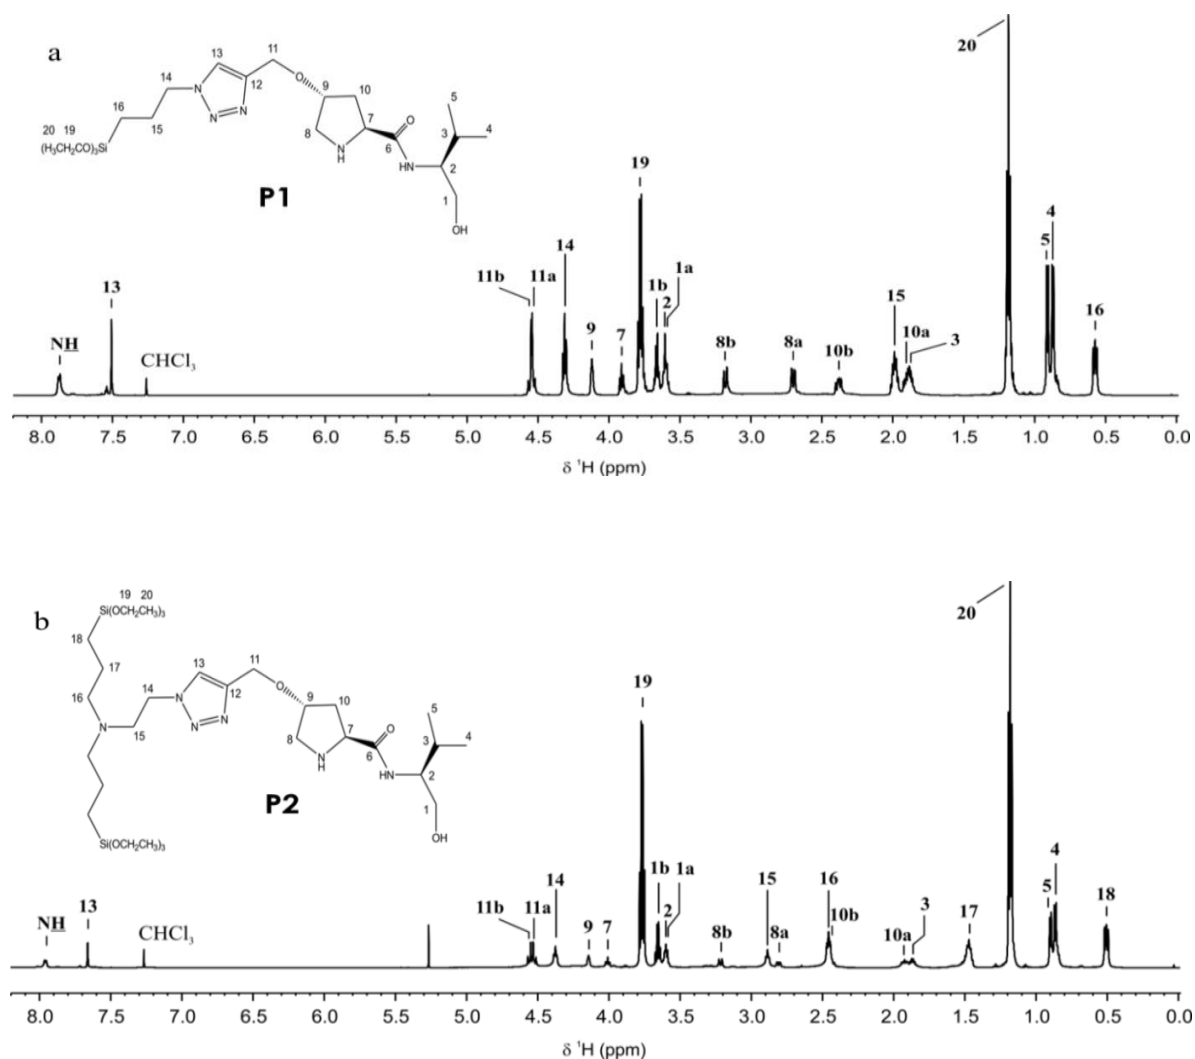 a
13
11
14
N
12
O
9
10
16
N
N
5
20 19
15
8
7
O
3
4
(H₃CH₂CO)₃Si
NH
6
HN
2
P1
1
OH
20
19
14
11b
11a
13
1b
1a
2
4
5
9
7
15
16
NH
CHCl₃
8b
8a
10b
10a
3
8.0 7.5 7.0 6.5 6.0 5.5 5.0 4.5 4.0 3.5 3.0 2.5 2.0 1.5 1.0 0.5 0.0
δ ¹H (ppm)
19 20
Si(OCH₂CH₃)₃
b
18
17
13
11
14
N
12
O
9
10
16
N
N
N
15
8
7
O
5
3
4
NH
6
HN
2
P2
1
Si(OCH₂CH₃)₃
OH
20
19
1b
1a
4
5
11b
11a
14
13
2
15
16
10b
18
NH
CHCl₃
9
7
8b
8a
10a
3
17
8.0 7.5 7.0 6.5 6.0 5.5 5.0 4.5 4.0 3.5 3.0 2.5 2.0 1.5 1.0 0.5 0.0
δ ¹H (ppm)